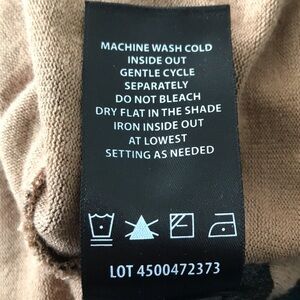 MACHINE WASH COLD
INSIDE OUT
GENTLE CYCLE
SEPARATELY
DO NOT BLEACH
DRY FLAT IN THE SHADE
IRON INSIDE OUT
AT LOWEST
SETTING AS NEEDED
LOT 4500472373